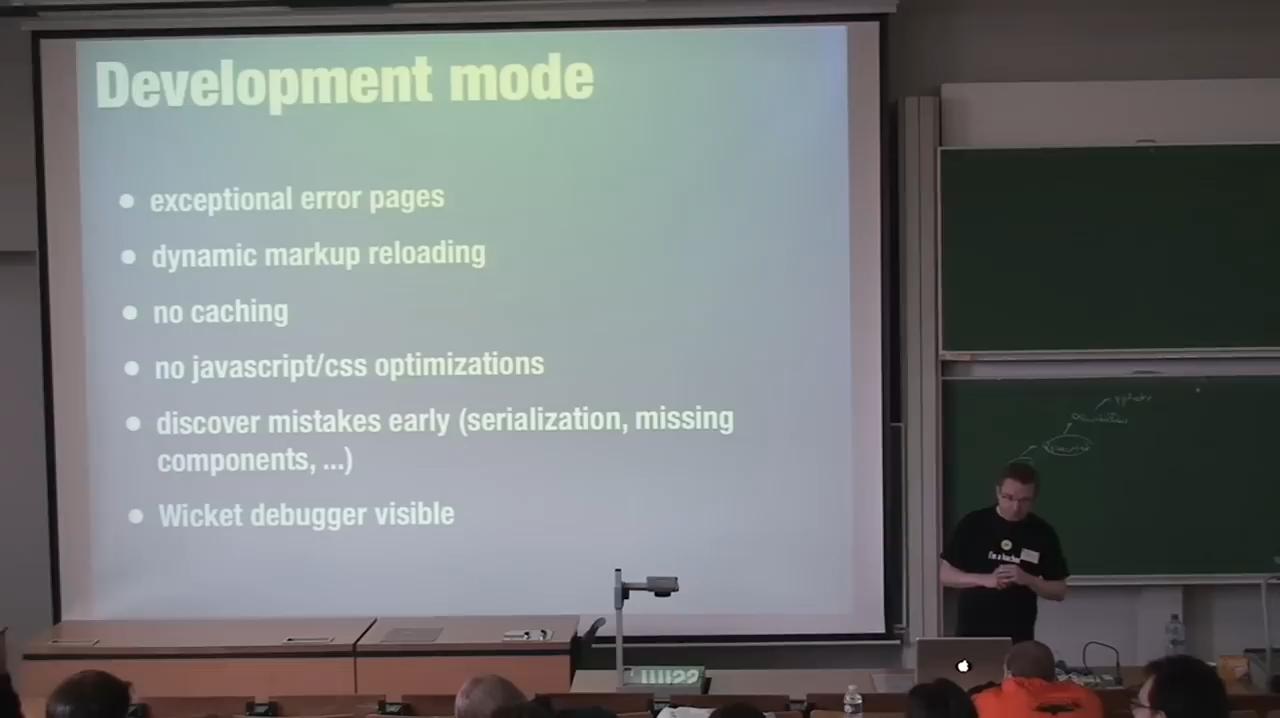 Development mode
exceptional error pages
dynamic markup reloading
no caching
no javascript/css optimizations
discover mistakes early (serialization, missing
components, ...)
Wicket debugger visible
I'm a